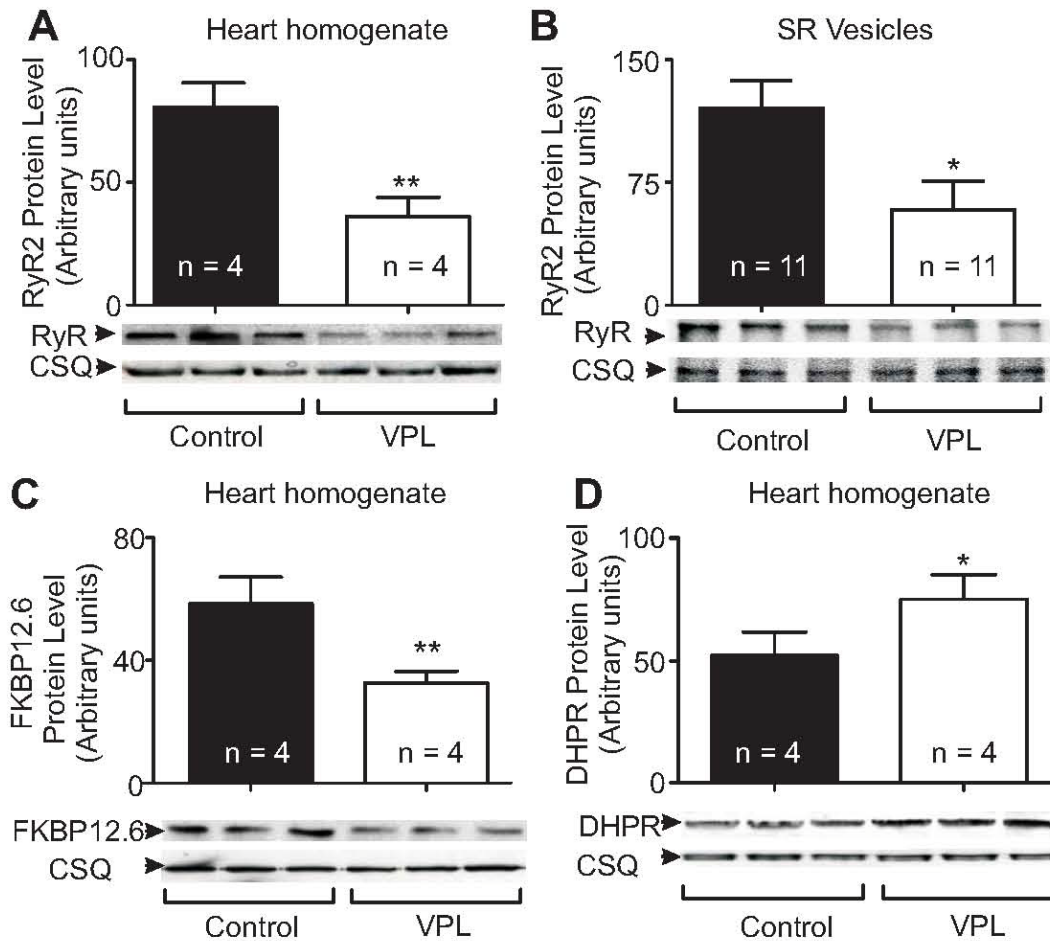 A
Heart homogenate
RyR2 Protein Level
(Arbitrary units)
100
50
0
**
n = 4
n = 4
RyR
CSQ
Control
VPL
B
SR Vesicles
RyR2 Protein Level
(Arbitrary units)
150
75
0
*
n = 11
n = 11
RyR
CSQ
Control
VPL
C
Heart homogenate
FKBP12.6
Protein Level
(Arbitrary units)
80
40
0
**
n = 4
n = 4
FKBP12.6
CSQ
Control
VPL
D
Heart homogenate
DHPR Protein Level
(Arbitrary units)
100
50
0
*
n = 4
n = 4
DHPR
CSQ
Control
VPL